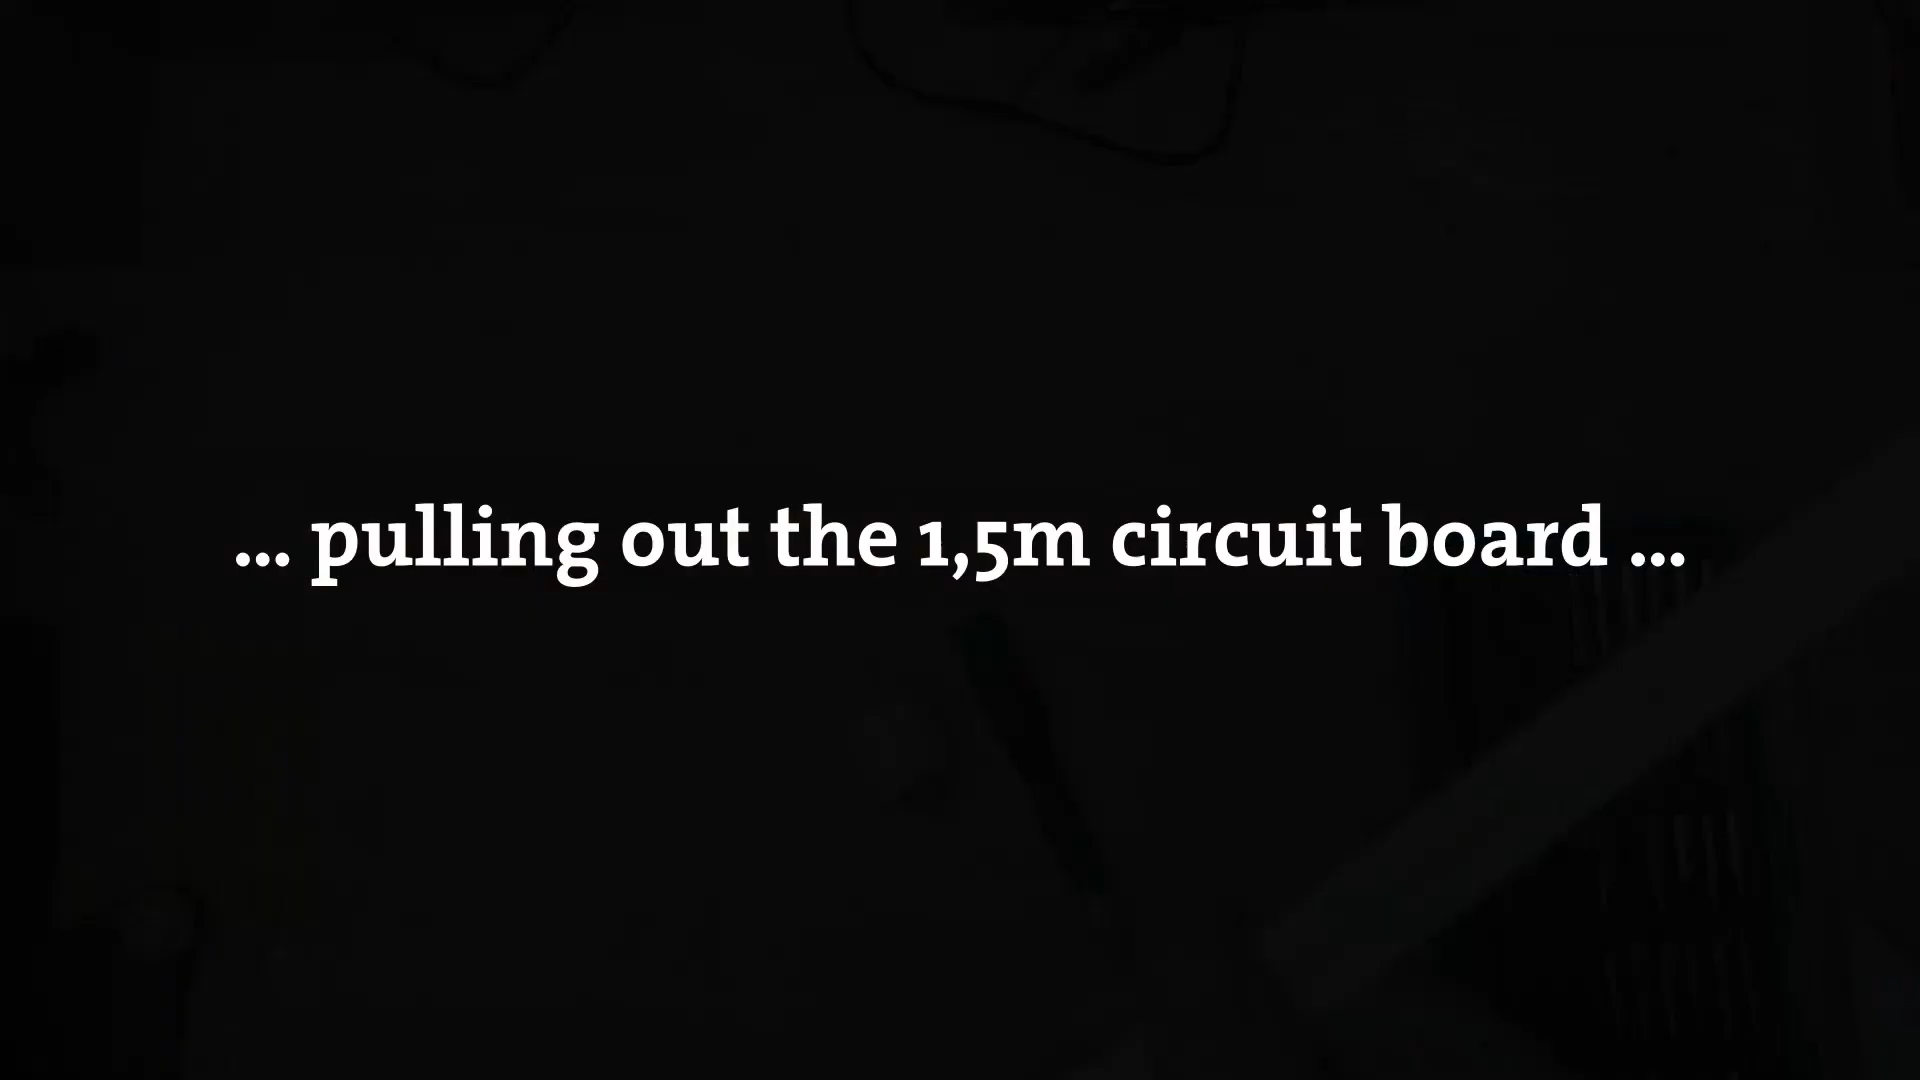 ... pulling out the 1,5m circuit board ...